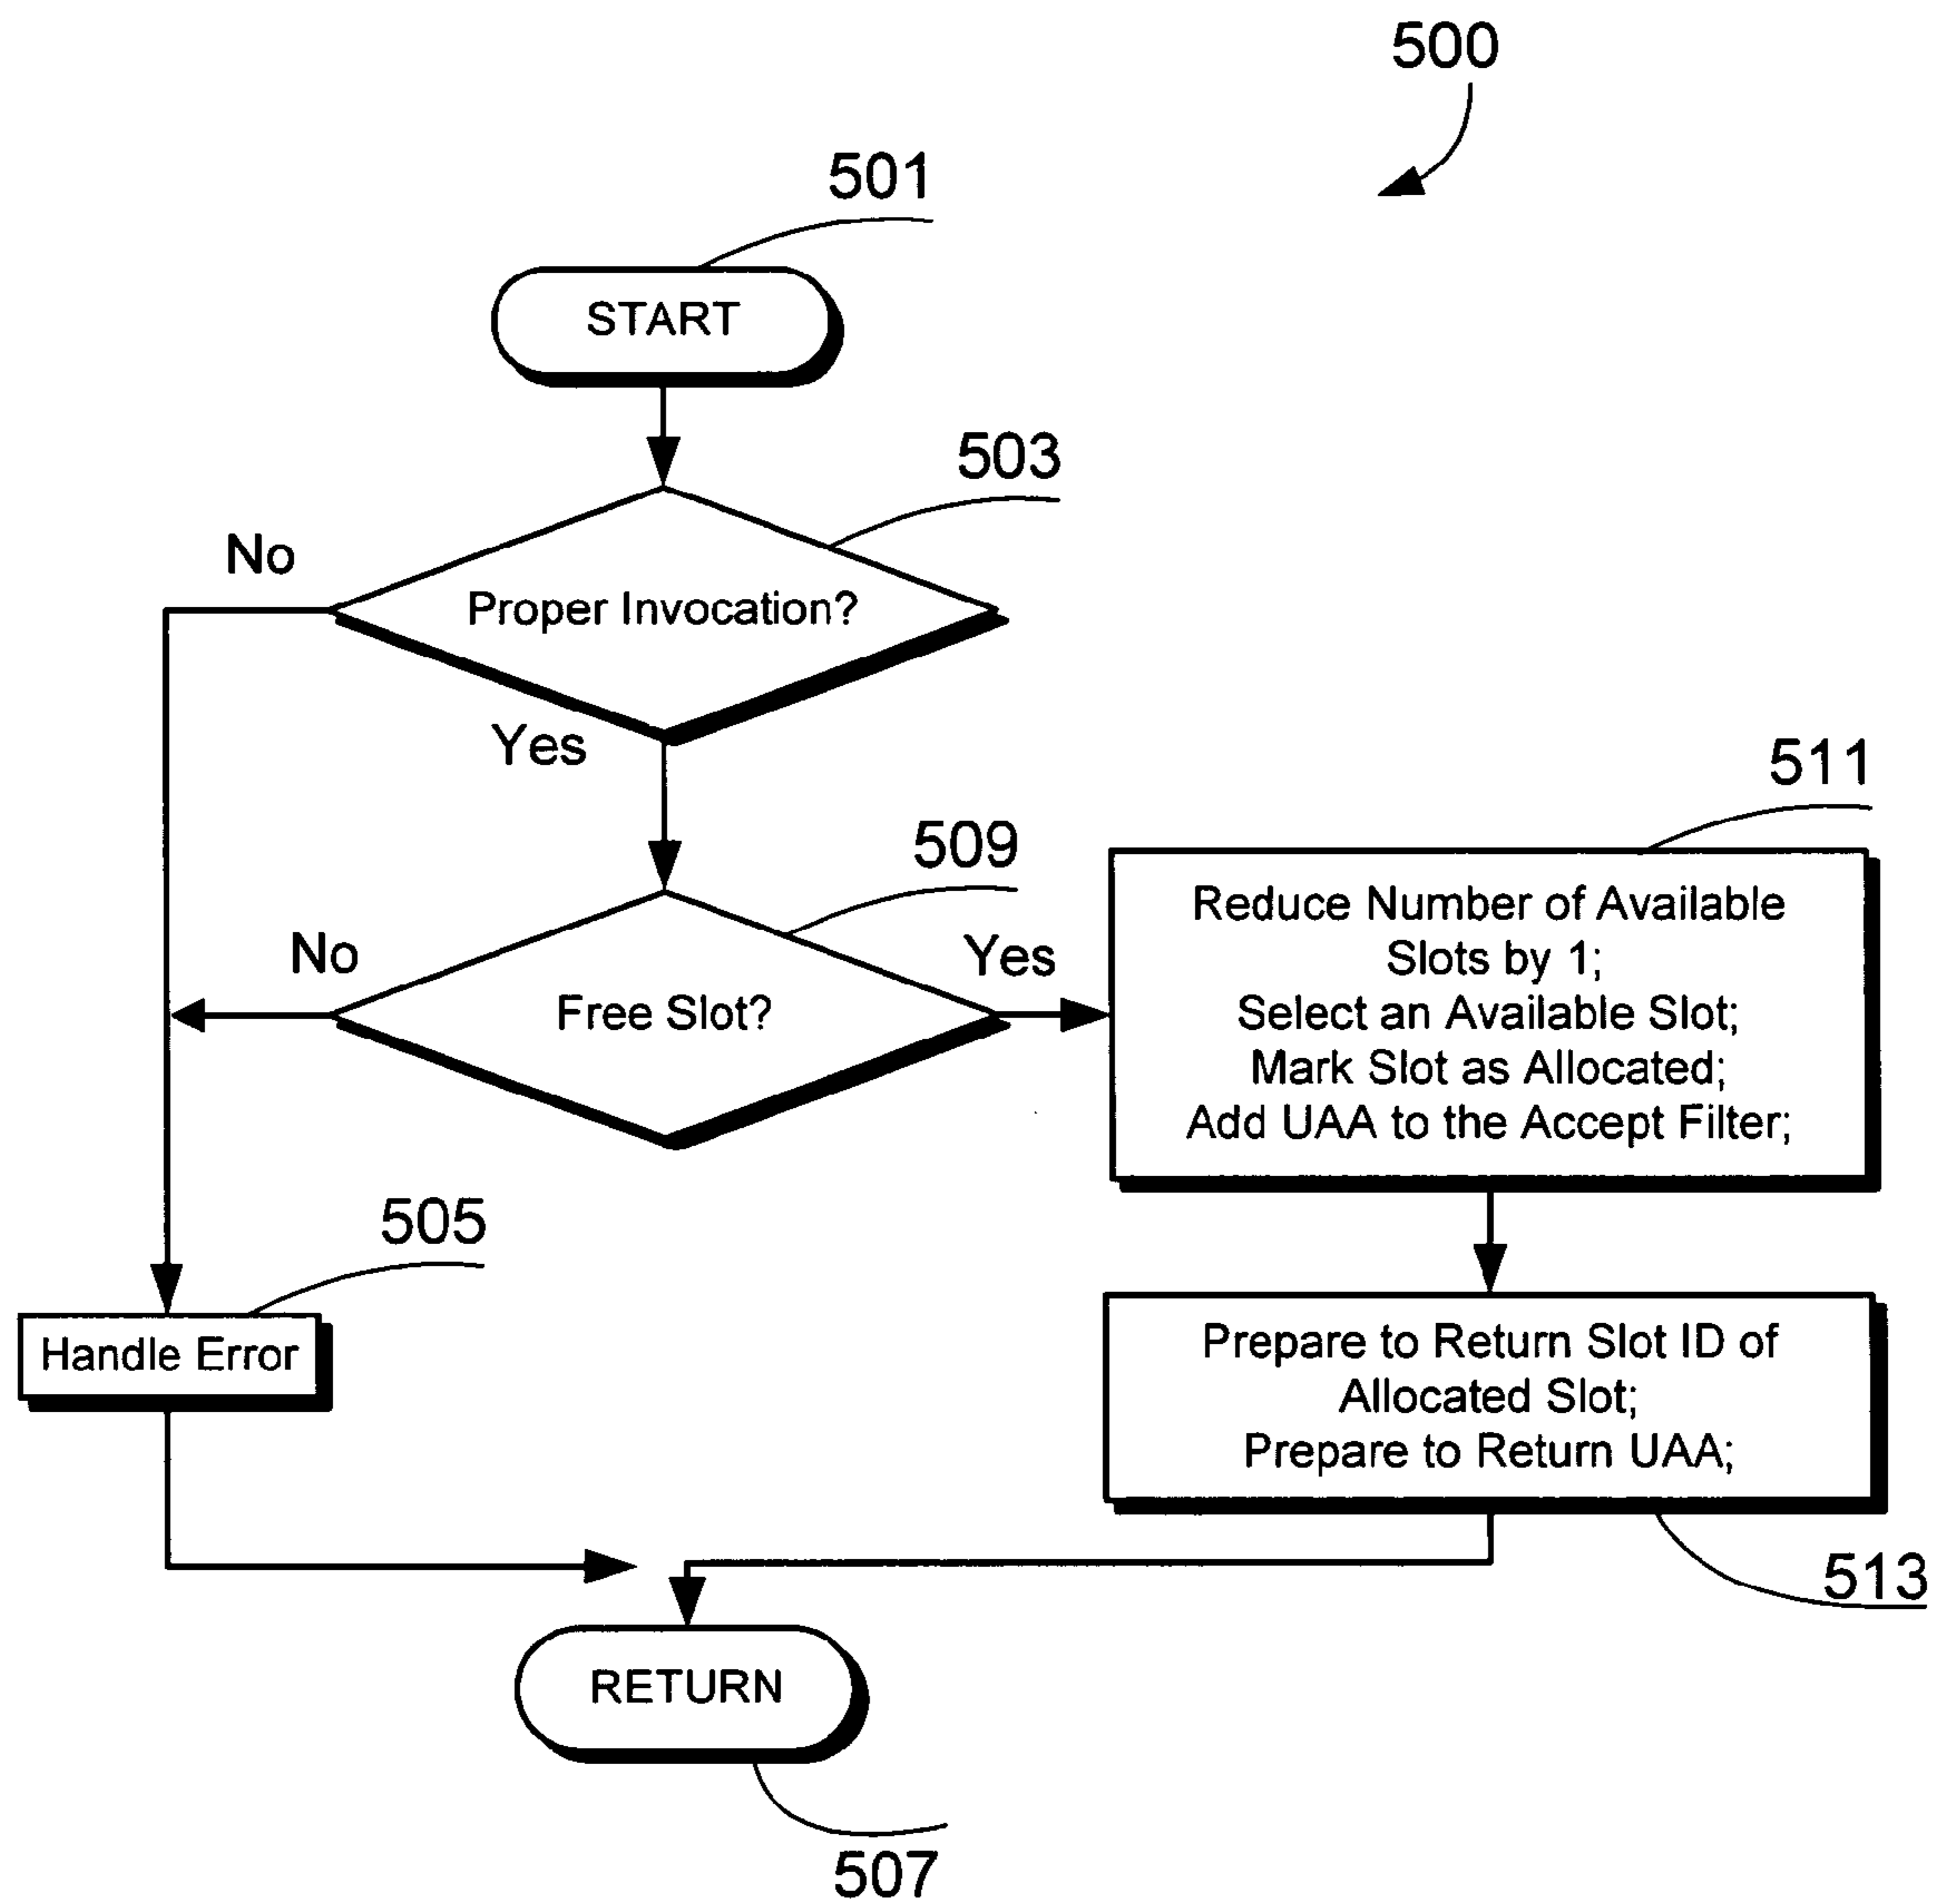 500
501
START
503
No
Proper Invocation?
Yes
511
509
Reduce Number of Available
Slots by 1;
Select an Available Slot;
Mark Slot as Allocated;
Add UAA to the Accept Filter;
No
Yes
Free Slot?
505
Handle Error
Prepare to Return Slot ID of
Allocated Slot;
Prepare to Return UAA;
513
RETURN
507